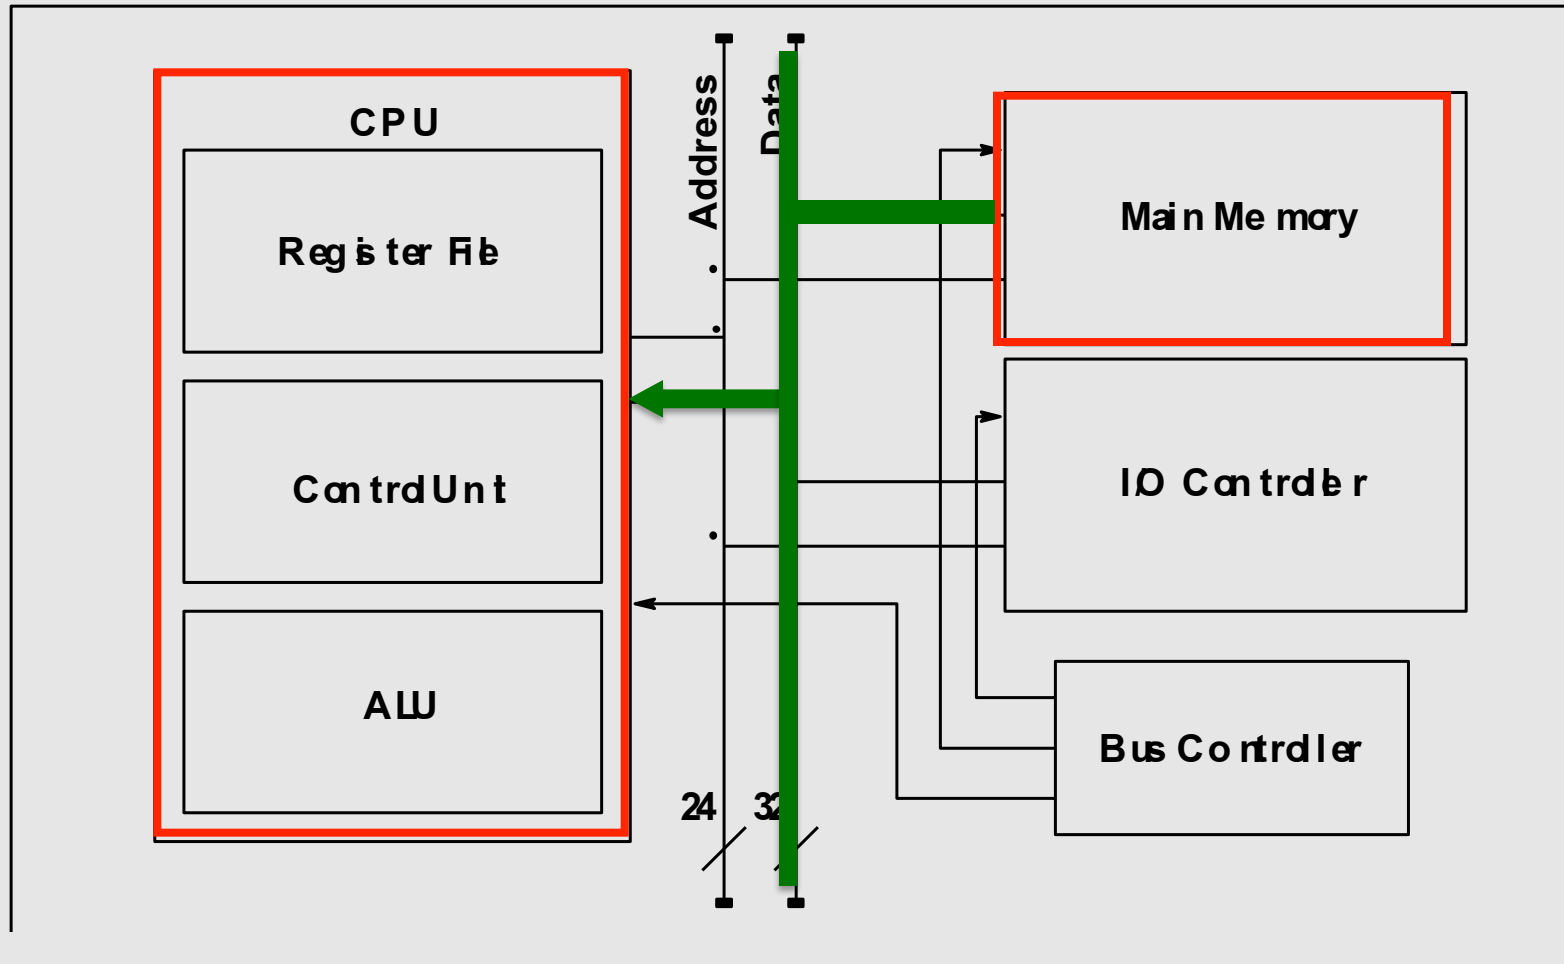 CPU
Register File
Control Unit
ALU
Address
Data
24
32
Main Memory
I/O Controller
Bus Controller